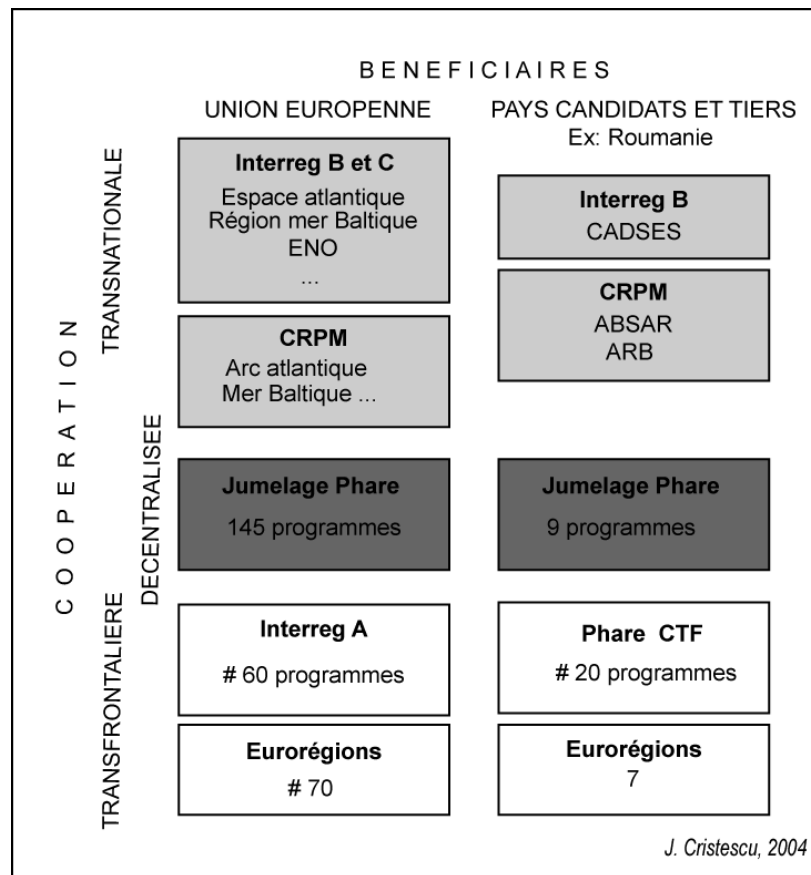 B E N E F I C I A I R E S
UNION EUROPENNE
PAYS CANDIDATS ET TIERS
Ex: Roumanie
C O O P E R A T I O N
TRANSNATIONALE
Interreg B et C
Espace atlantique
Région mer Baltique
ENO
...
Interreg B
CADSES
CRPM
Arc atlantique
Mer Baltique ...
CRPM
ABSAR
ARB
DECENTRALISEE
Jumelage Phare
145 programmes
Jumelage Phare
9 programmes
TRANSFRONTALIERE
Interreg A
# 60 programmes
Phare CTF
# 20 programmes
Eurorégions
# 70
Eurorégions
7
J. Cristescu, 2004